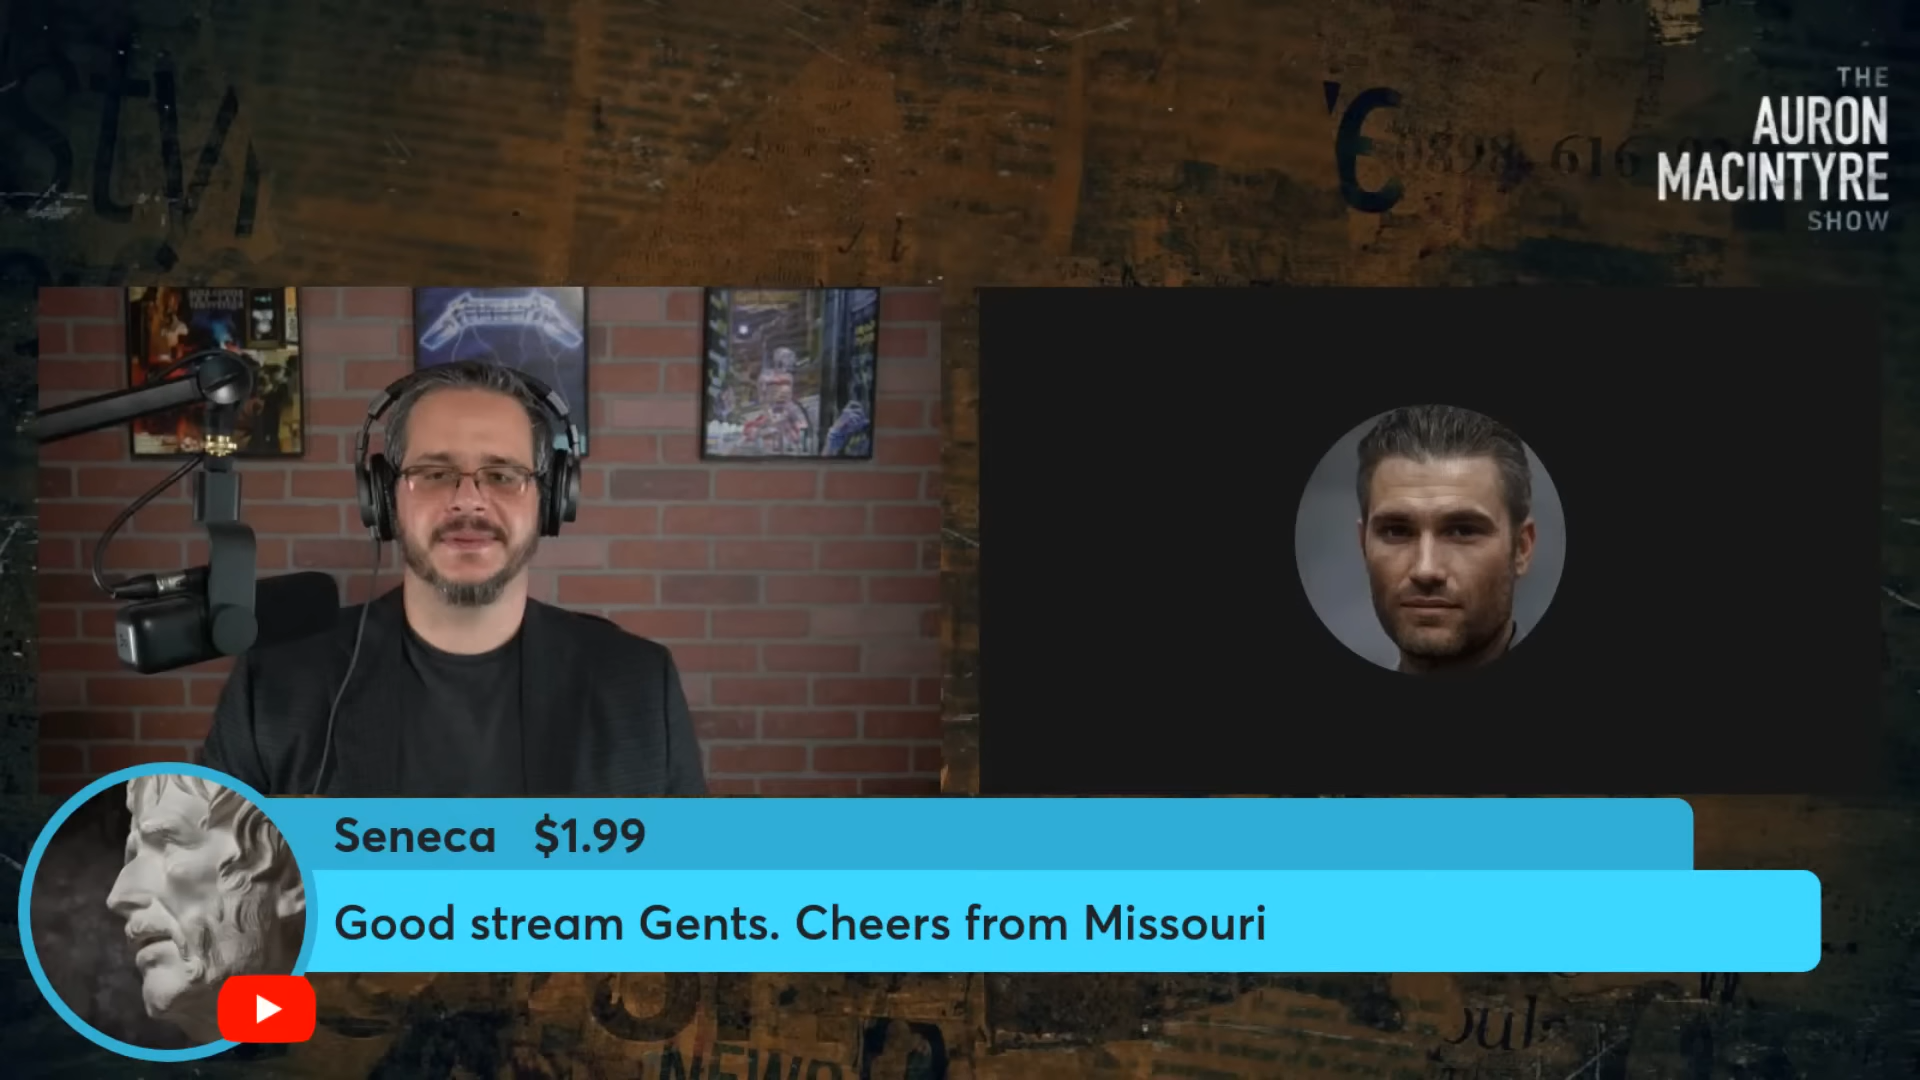 THE
AURON
MACINTYRE
SHOW
Seneca $1.99
Good stream Gents. Cheers from Missouri